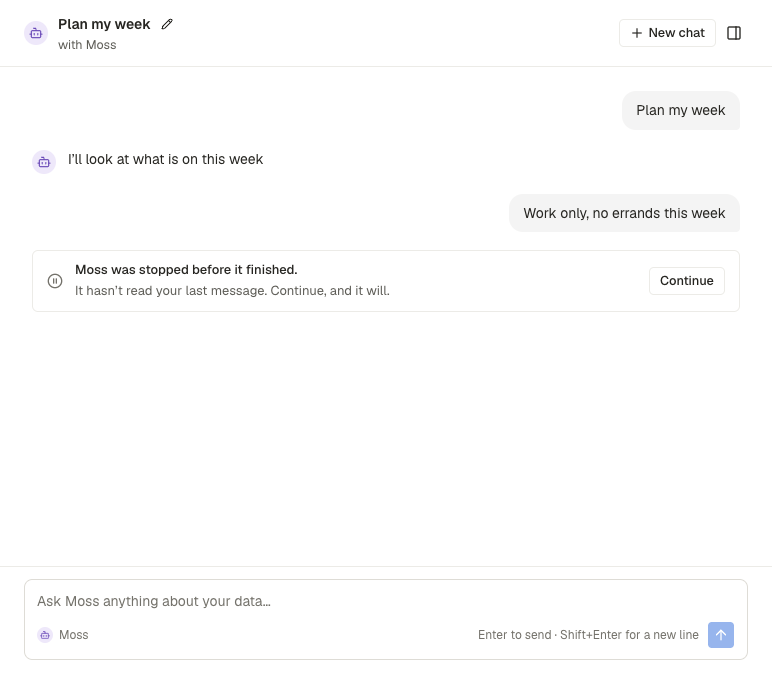 Plan my week
with Moss
New chat
Plan my week
I'll look at what is on this week
Work only, no errands this week
Moss was stopped before it finished.
It hasn't read your last message. Continue, and it will.
Continue
Ask Moss anything about your data…
Moss
Enter to send · Shift+Enter for a new line